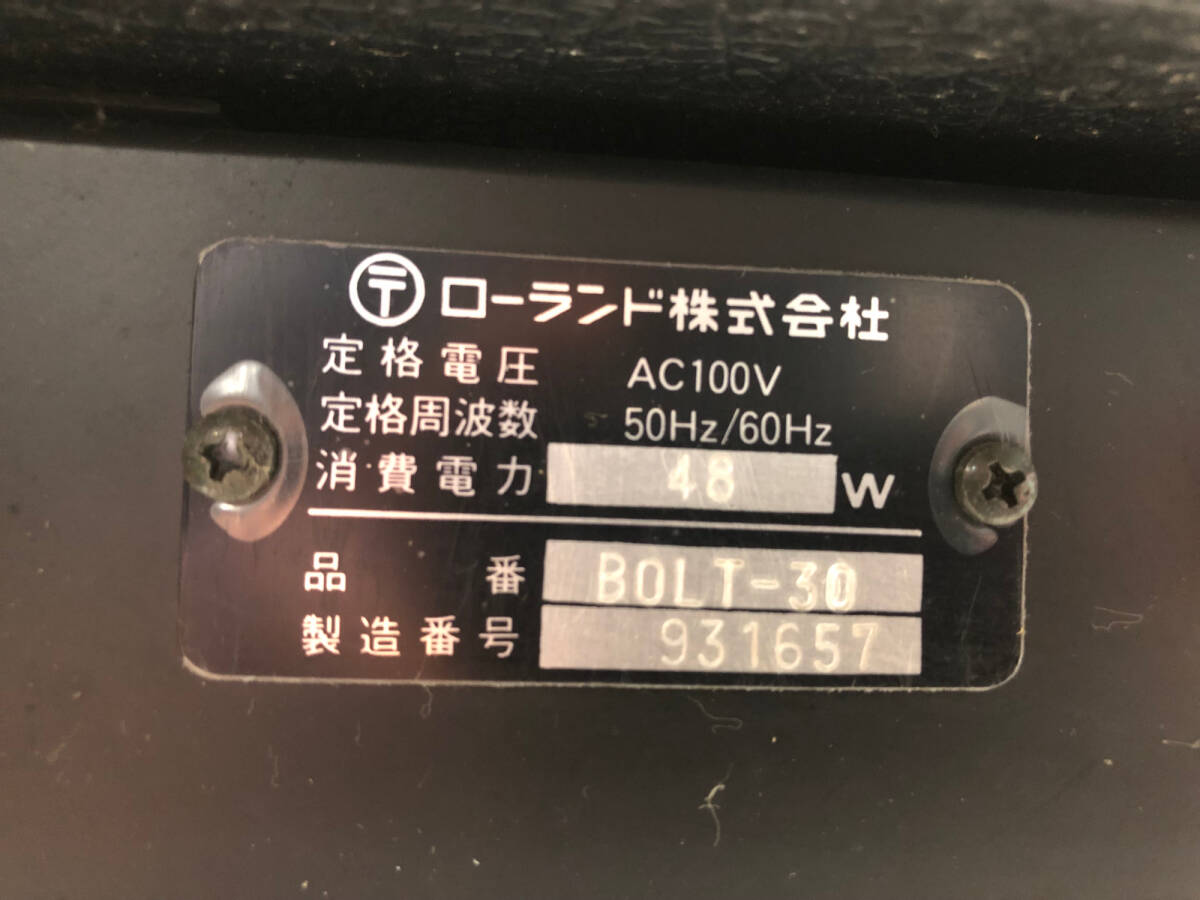 〒 ローランド株式会社
定格電圧 AC100V
定格周波数 50Hz/60Hz
消費電力 48 W
品番 BOLT-30
製造番号 931657